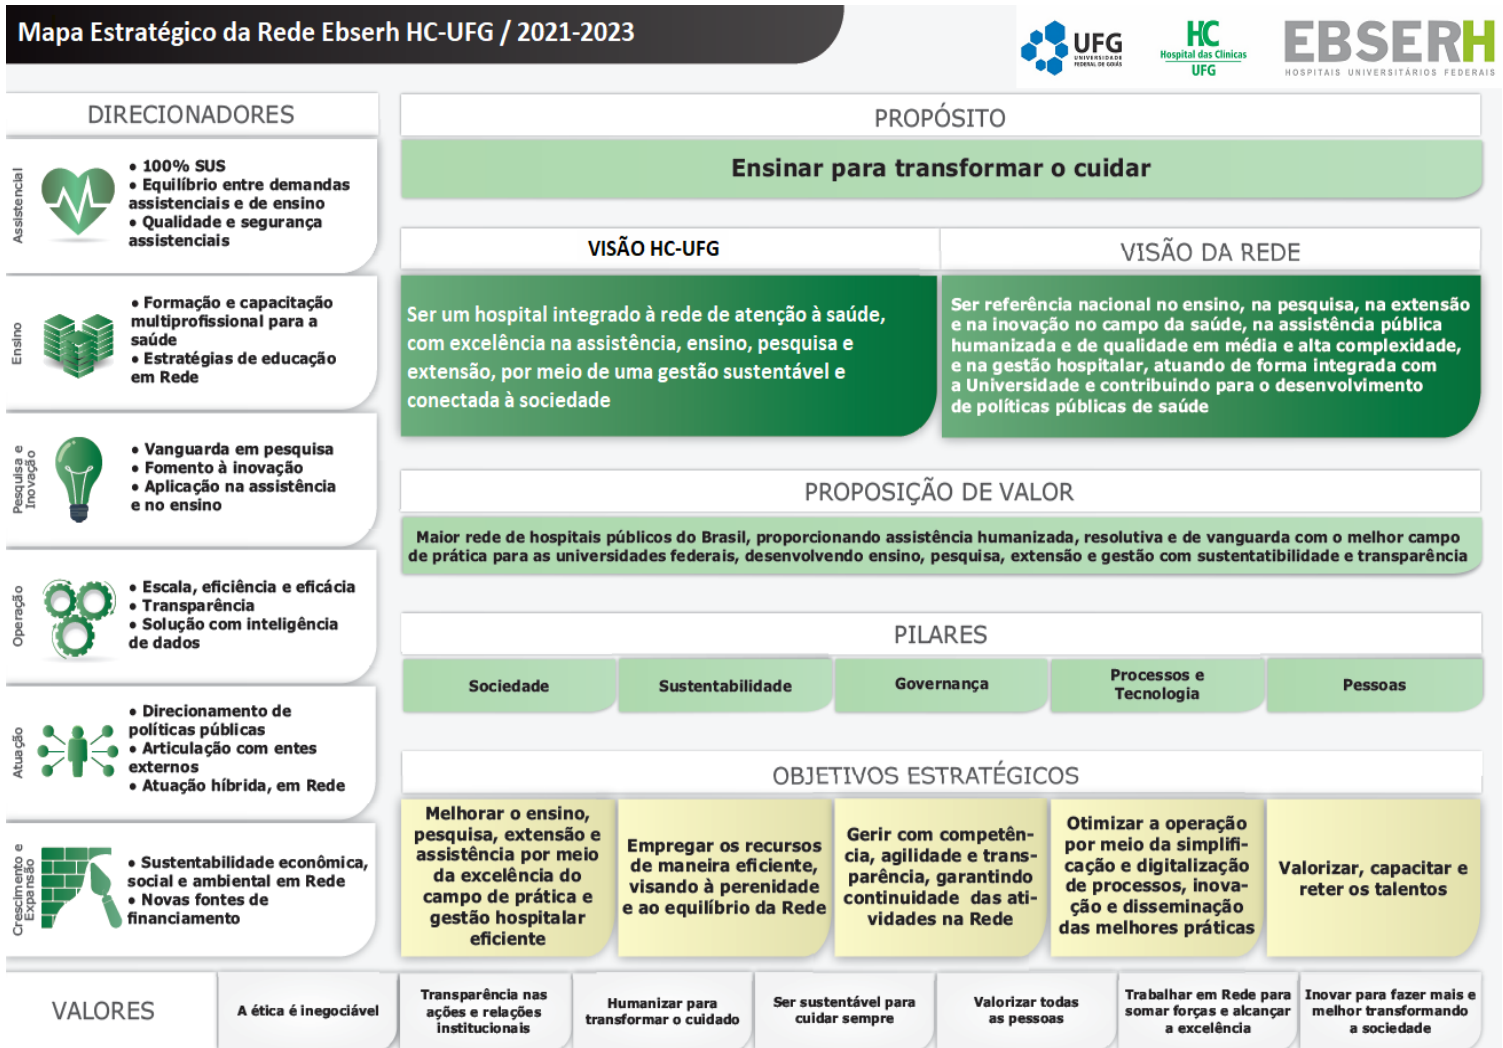 Mapa Estratégico da Rede Ebserh HC-UFG / 2021-2023
UFG
UNIVERSIDADE
FEDERAL DE GOIÁS
HC
Hospital das Clínicas
UFG
EBSERH
HOSPITAIS UNIVERSITÁRIOS FEDERAIS
DIRECIONADORES
Assistencial
• 100% SUS
• Equilíbrio entre demandas
assistenciais e de ensino
• Qualidade e segurança
assistenciais
Ensino
• Formação e capacitação
multiprofissional para a
saúde
• Estratégias de educação
em Rede
Pesquisa e
Inovação
• Vanguarda em pesquisa
• Fomento à inovação
• Aplicação na assistência
e no ensino
Operação
• Escala, eficiência e eficácia
• Transparência
• Solução com inteligência
de dados
Atuação
• Direcionamento de
políticas públicas
• Articulação com entes
externos
• Atuação híbrida, em Rede
Crescimento e
Expansão
• Sustentabilidade econômica,
social e ambiental em Rede
• Novas fontes de
financiamento
PROPÓSITO
Ensinar para transformar o cuidar
VISÃO HC-UFG
Ser um hospital integrado à rede de atenção à saúde,
com excelência na assistência, ensino, pesquisa e
extensão, por meio de uma gestão sustentável e
conectada à sociedade
VISÃO DA REDE
Ser referência nacional no ensino, na pesquisa, na extensão
e na inovação no campo da saúde, na assistência pública
humanizada e de qualidade em média e alta complexidade,
e na gestão hospitalar, atuando de forma integrada com
a Universidade e contribuindo para o desenvolvimento
de políticas públicas de saúde
PROPOSIÇÃO DE VALOR
Maior rede de hospitais públicos do Brasil, proporcionando assistência humanizada, resolutiva e de vanguarda com o melhor campo
de prática para as universidades federais, desenvolvendo ensino, pesquisa, extensão e gestão com sustentatibilidade e transparência
PILARES
Sociedade
Sustentabilidade
Governança
Processos e
Tecnologia
Pessoas
OBJETIVOS ESTRATÉGICOS
Melhorar o ensino,
pesquisa, extensão e
assistência por meio
da excelência do
campo de prática e
gestão hospitalar
eficiente
Empregar os recursos
de maneira eficiente,
visando à perenidade
e ao equilíbrio da Rede
Gerir com competên-
cia, agilidade e trans-
parência, garantindo
continuidade das ati-
vidades na Rede
Otimizar a operação
por meio da simplifi-
cação e digitalização
de processos, inova-
ção e disseminação
das melhores práticas
Valorizar, capacitar e
reter os talentos
VALORES
A ética é inegociável
Transparência nas
ações e relações
institucionais
Humanizar para
transformar o cuidado
Ser sustentável para
cuidar sempre
Valorizar todas
as pessoas
Trabalhar em Rede para
somar forças e alcançar
a excelência
Inovar para fazer mais e
melhor transformando
a sociedade